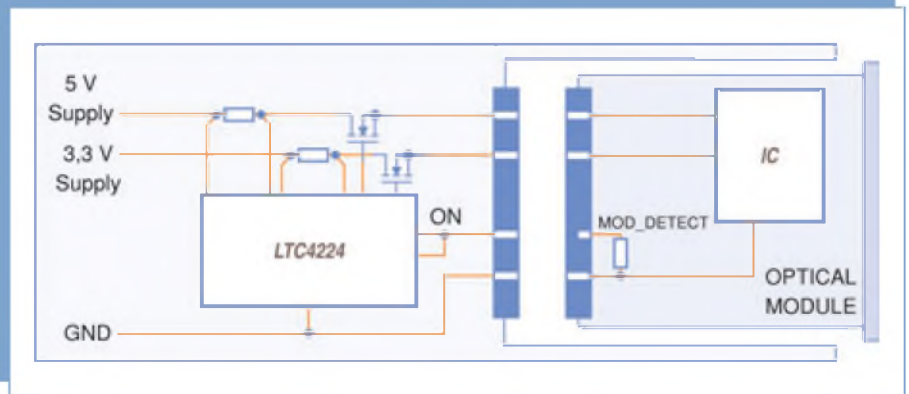 5 V
Supply
3,3 V
Supply
ON
LTC4224
GND
IC
MOD_DETECT
OPTICAL
MODULE